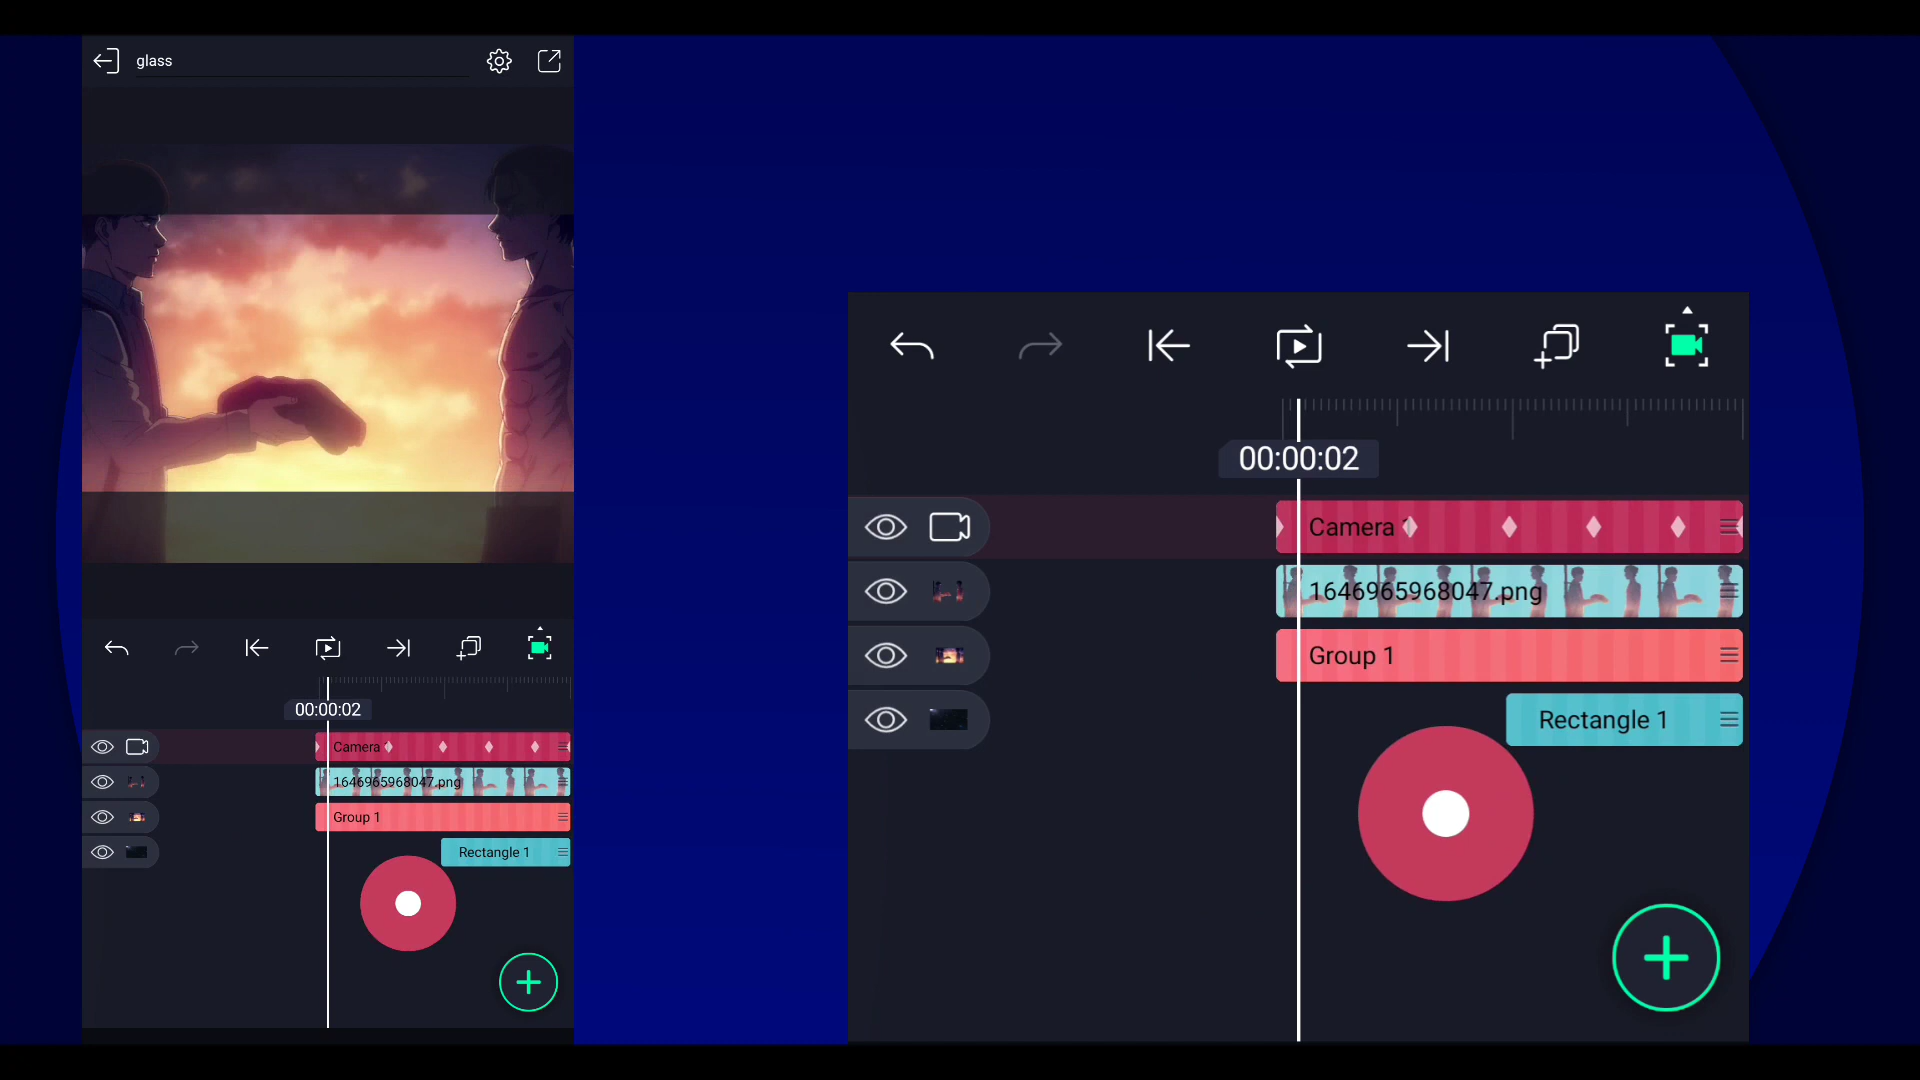 glass
00:00:02
Camera
1646965968047.png
Group 1
Rectangle 1
00:00:02
Camera 1
1646965968047.png
Group 1
Rectangle 1